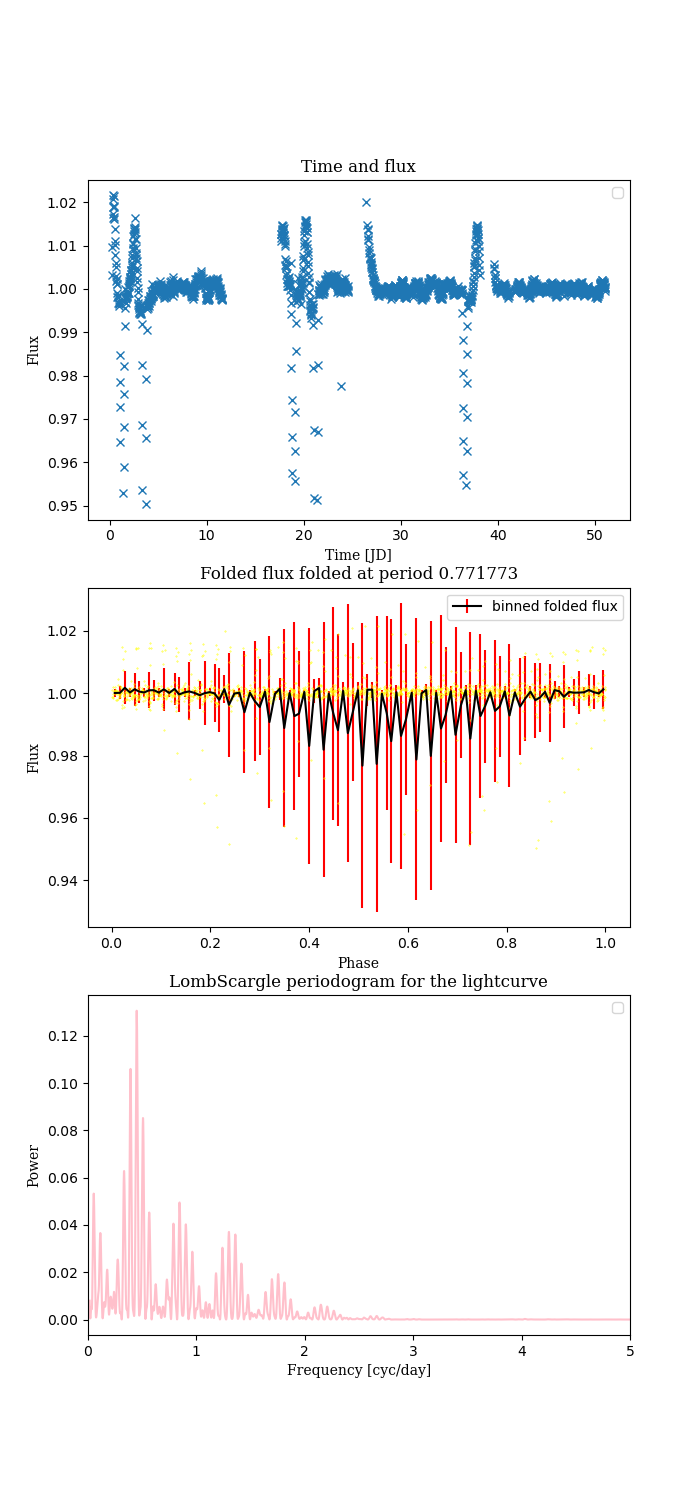 Time and flux
1.02
1.01
1.00
0.99
0.98
0.97
0.96
0.95
Flux
0 10 20 30 40 50
Time [JD]
Folded flux folded at period 0.771773
binned folded flux
1.02
1.00
0.98
0.96
0.94
Flux
0.0 0.2 0.4 0.6 0.8 1.0
Phase
LombScargle periodogram for the lightcurve
0.12
0.10
0.08
0.06
0.04
0.02
0.00
Power
0 1 2 3 4 5
Frequency [cyc/day]